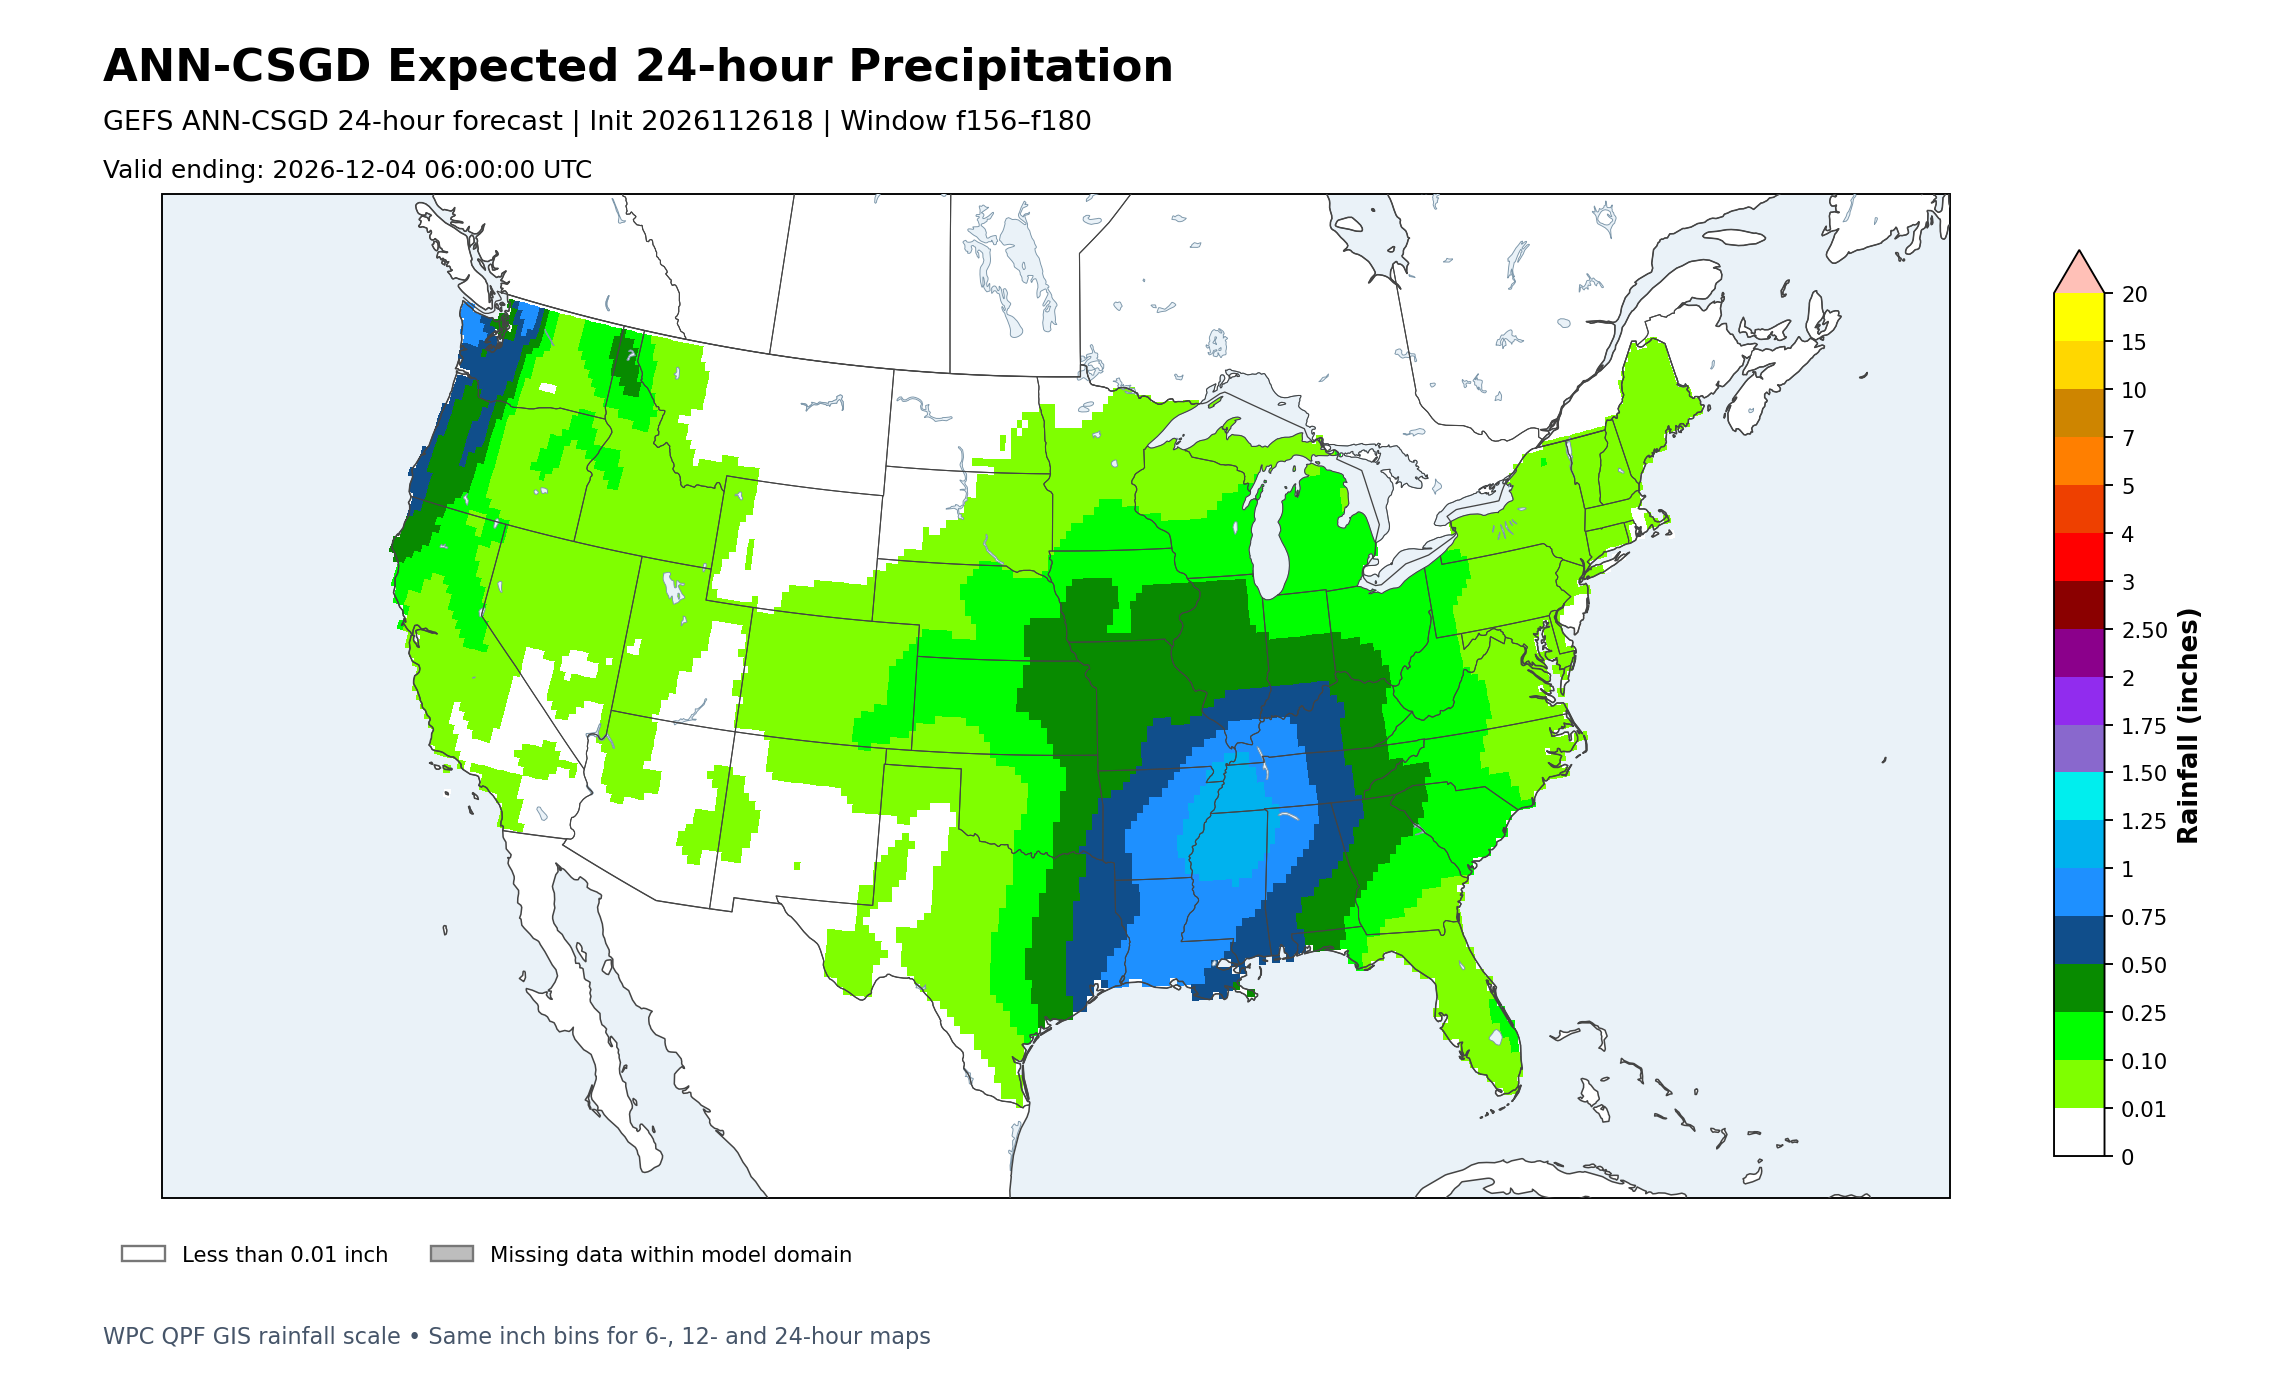 ANN-CSGD Expected 24-hour Precipitation
GEFS ANN-CSGD 24-hour forecast | Init 2026112618 | Window f156–f180
Valid ending: 2026-12-04 06:00:00 UTC
20
15
10
7
5
4
3
2.50
2
1.75
1.50
1.25
1
0.75
0.50
0.25
0.10
0.01
0
Rainfall (inches)
Less than 0.01 inch
Missing data within model domain
WPC QPF GIS rainfall scale • Same inch bins for 6-, 12- and 24-hour maps